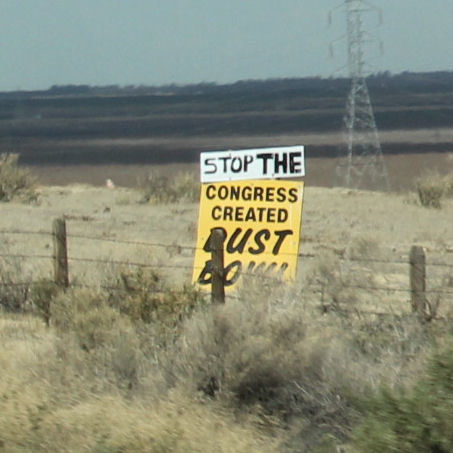 STOP THE
CONGRESS
CREATED
DUST
BOWL